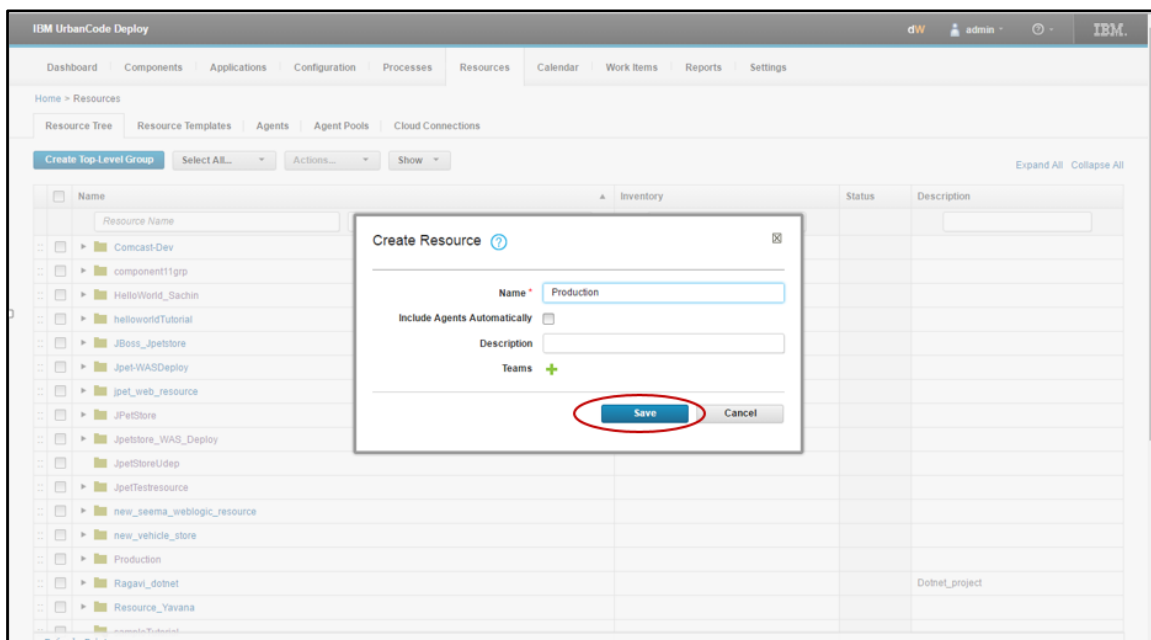 IBM UrbanCode Deploy dW admin IBM.
Dashboard Components Applications Configuration Processes Resources Calendar Work Items Reports Settings
Home > Resources
Resource Tree Resource Templates Agents Agent Pools Cloud Connections
Create Top-Level Group Select All... Actions... Show Expand All Collapse All
Name Inventory Status Description
Resource Name
Create Resource ?
Name * Production
Include Agents Automatically
Description
Teams
Save Cancel
Comcast-Dev
component11grp
HelloWorld_Sachin
helloworldTutorial
JBoss_Jpetstore
Jpet-WASDeploy
jpet_web_resource
JPetStore
Jpetstore_WAS_Deploy
JpetStoreUdep
JpetTestresource
new_seema_weblogic_resource
new_vehicle_store
Production
Ragavi_dotnet Dotnet_project
Resource_Yavana
sampleTutorial